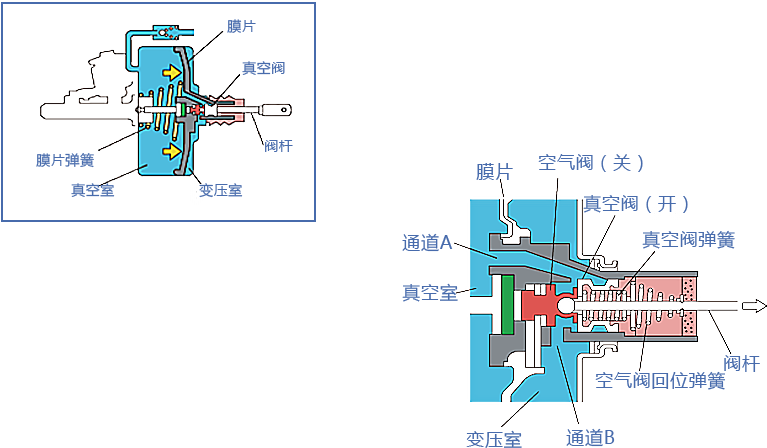 膜片
真空阀
阀杆
膜片弹簧
真空室
变压室
空气阀（关）
膜片
真空阀（开）
通道A
真空阀弹簧
真空室
阀杆
空气阀回位弹簧
变压室
通道B